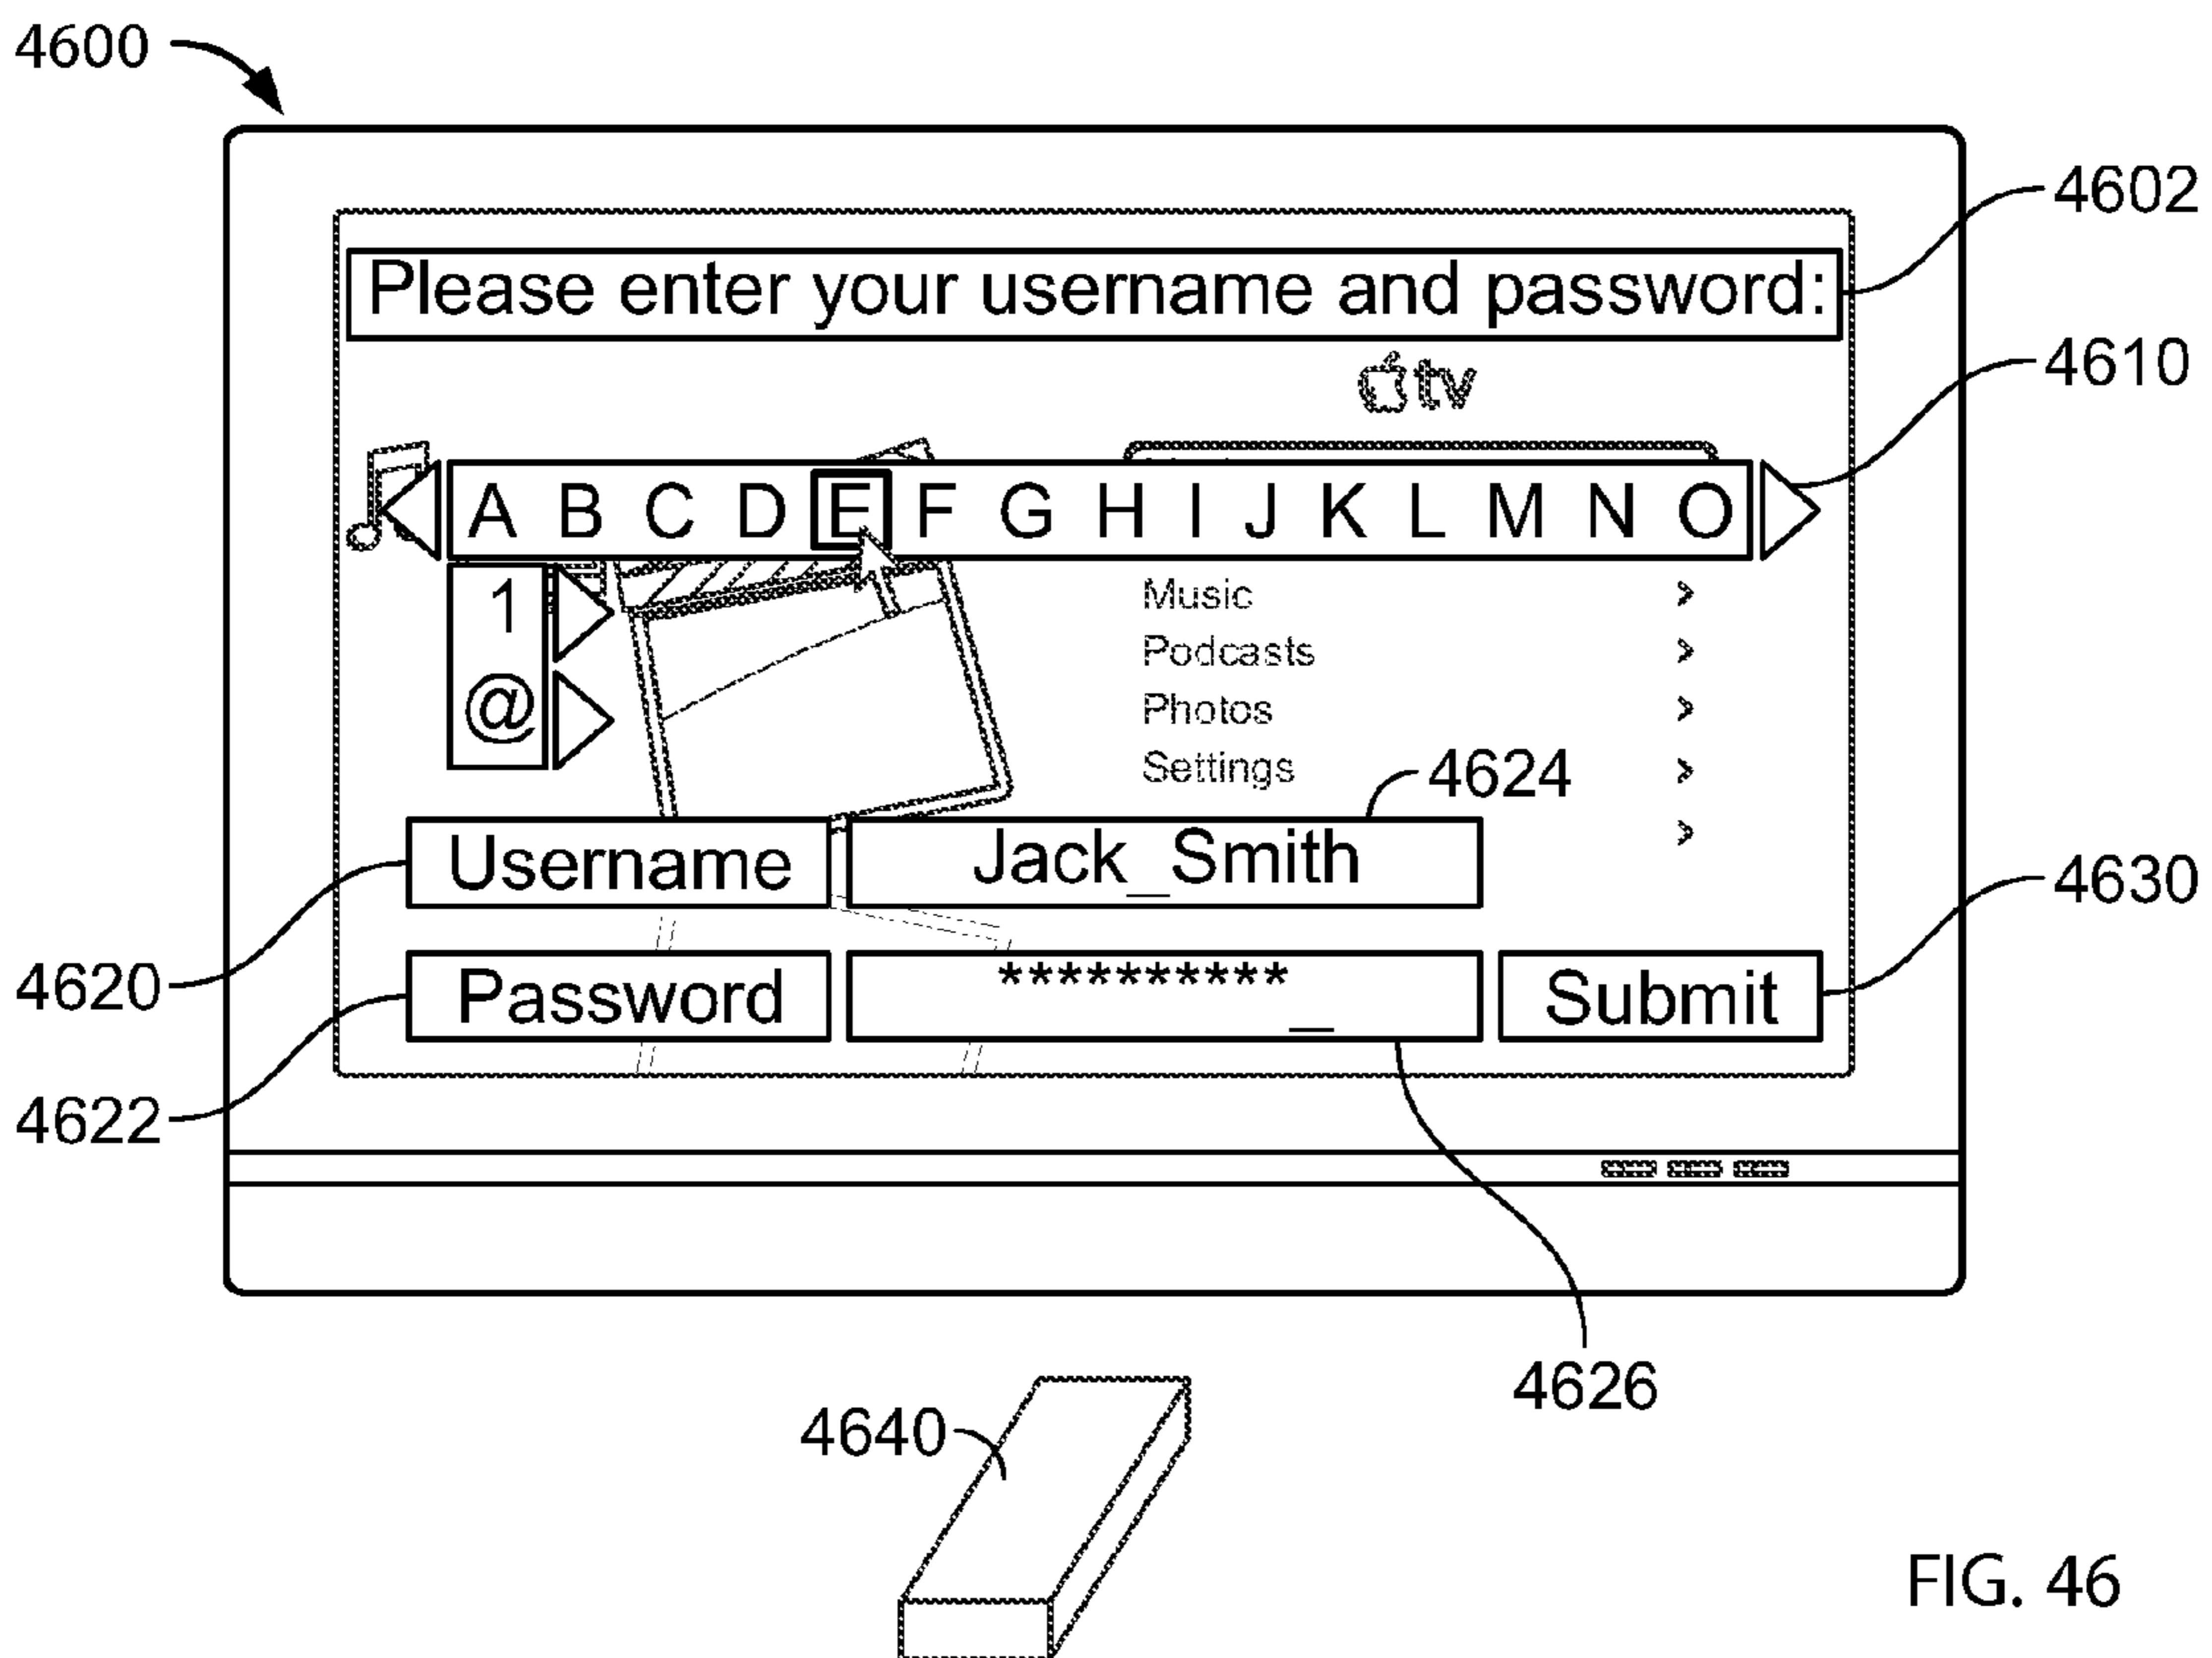 4600
4602
Please enter your username and password:
4610
tv
A B C D E F G H I J K L M N O
1
@
Music
Podcasts
Photos
Settings
4624
Username Jack_Smith
4630
4620
Password **********_ Submit
4622
4626
4640
FIG. 46